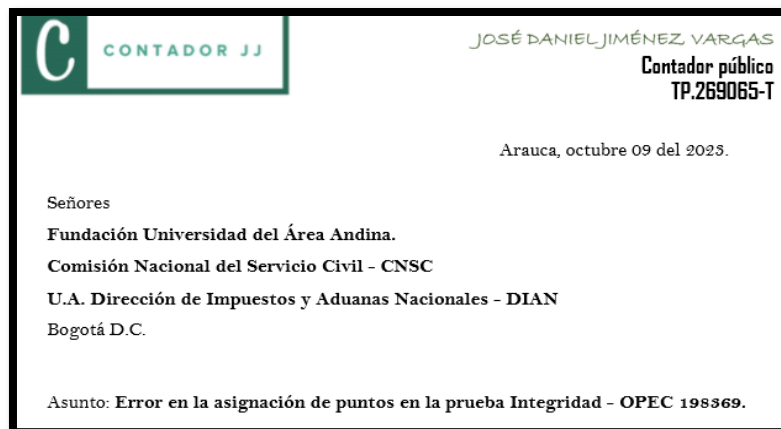 C CONTADOR JJ
JOSÉ DANIEL JIMÉNEZ VARGAS
Contador público
TP.269065-T
Arauca, octubre 09 del 2023.
Señores
Fundación Universidad del Área Andina.
Comisión Nacional del Servicio Civil - CNSC
U.A. Dirección de Impuestos y Aduanas Nacionales - DIAN
Bogotá D.C.
Asunto: Error en la asignación de puntos en la prueba Integridad - OPEC 198369.